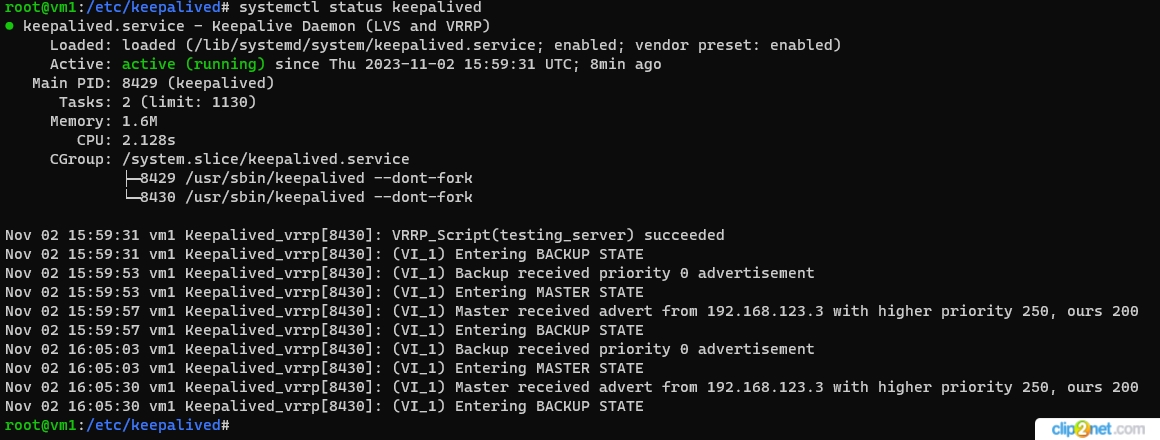 root@vm1:/etc/keepalived# systemctl status keepalived
● keepalived.service - Keepalive Daemon (LVS and VRRP)
     Loaded: loaded (/lib/systemd/system/keepalived.service; enabled; vendor preset: enabled)
     Active: active (running) since Thu 2023-11-02 15:59:31 UTC; 8min ago
   Main PID: 8429 (keepalived)
      Tasks: 2 (limit: 1130)
     Memory: 1.6M
        CPU: 2.128s
     CGroup: /system.slice/keepalived.service
             ├─8429 /usr/sbin/keepalived --dont-fork
             └─8430 /usr/sbin/keepalived --dont-fork

Nov 02 15:59:31 vm1 Keepalived_vrrp[8430]: VRRP_Script(testing_server) succeeded
Nov 02 15:59:31 vm1 Keepalived_vrrp[8430]: (VI_1) Entering BACKUP STATE
Nov 02 15:59:53 vm1 Keepalived_vrrp[8430]: (VI_1) Backup received priority 0 advertisement
Nov 02 15:59:53 vm1 Keepalived_vrrp[8430]: (VI_1) Entering MASTER STATE
Nov 02 15:59:57 vm1 Keepalived_vrrp[8430]: (VI_1) Master received advert from 192.168.123.3 with higher priority 250, ours 200
Nov 02 15:59:57 vm1 Keepalived_vrrp[8430]: (VI_1) Entering BACKUP STATE
Nov 02 16:05:03 vm1 Keepalived_vrrp[8430]: (VI_1) Backup received priority 0 advertisement
Nov 02 16:05:03 vm1 Keepalived_vrrp[8430]: (VI_1) Entering MASTER STATE
Nov 02 16:05:30 vm1 Keepalived_vrrp[8430]: (VI_1) Master received advert from 192.168.123.3 with higher priority 250, ours 200
Nov 02 16:05:30 vm1 Keepalived_vrrp[8430]: (VI_1) Entering BACKUP STATE
root@vm1:/etc/keepalived#
clip2net.com